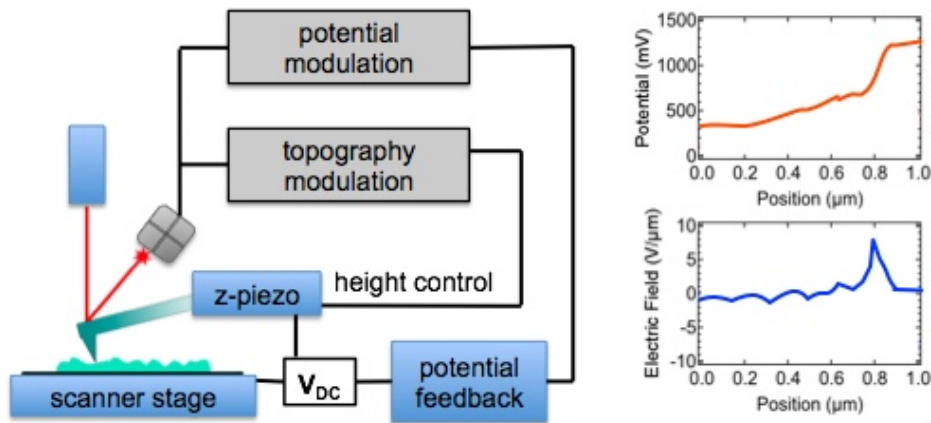 potential
modulation
topography
modulation
z-piezo
height control
scanner stage
VDC
potential
feedback
Potential (mV)
1500
1000
500
0
0.0 0.2 0.4 0.6 0.8 1.0
Position (µm)
Electric Field (V/µm)
10
5
0
-5
-10
0.0 0.2 0.4 0.6 0.8 1.0
Position (µm)